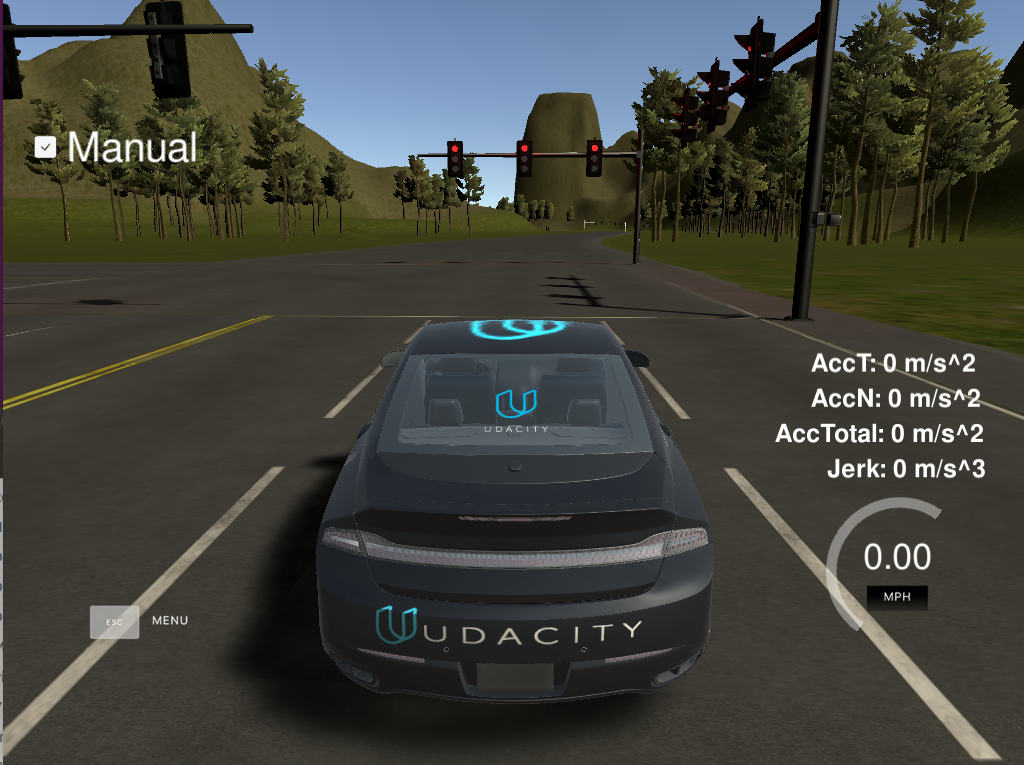 Manual
UDACITY
AccT: 0 m/s^2
AccN: 0 m/s^2
AccTotal: 0 m/s^2
Jerk: 0 m/s^3
0.00
MPH
ESC MENU
UDACITY